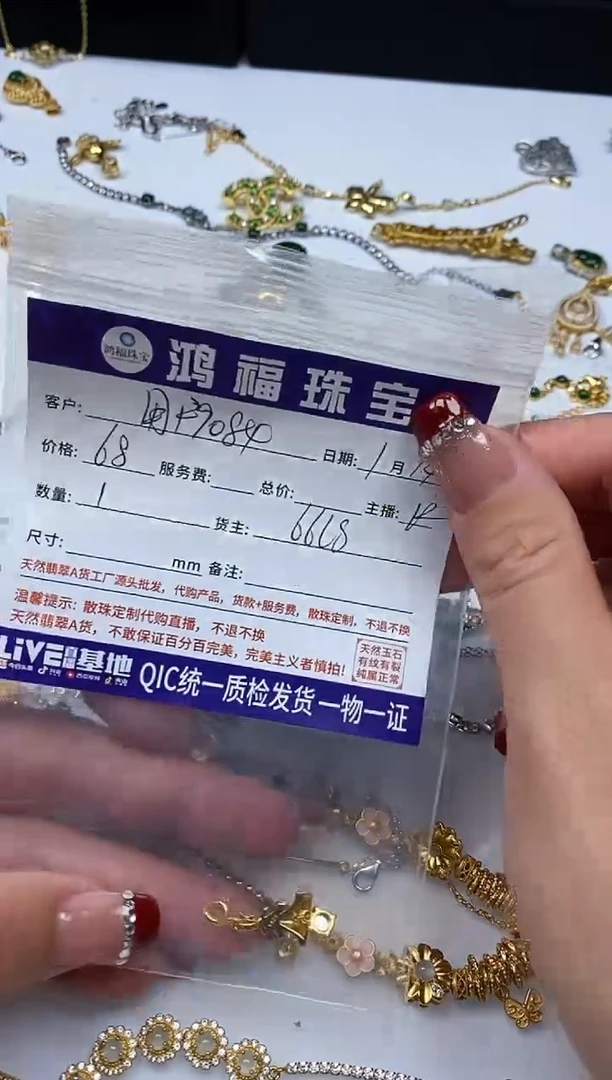 鸿福珠宝 鸿福珠宝
客户: 用户9084 日期: 1月14
价格: 68 服务费: 总价: 主播:
数量: 1 货主: 6668
尺寸: mm 备注:
天然翡翠A货工厂源头批发，代购产品，货款+服务费，散珠定制，不退不换
温馨提示：散珠定制代购直播，不退不换
天然翡翠A货，不敢保证百分百完美，完美主义者慎拍！
天然玉石
有纹有裂
纯属正常
LiVE直播基地 QIC统一质检发货 一物一证